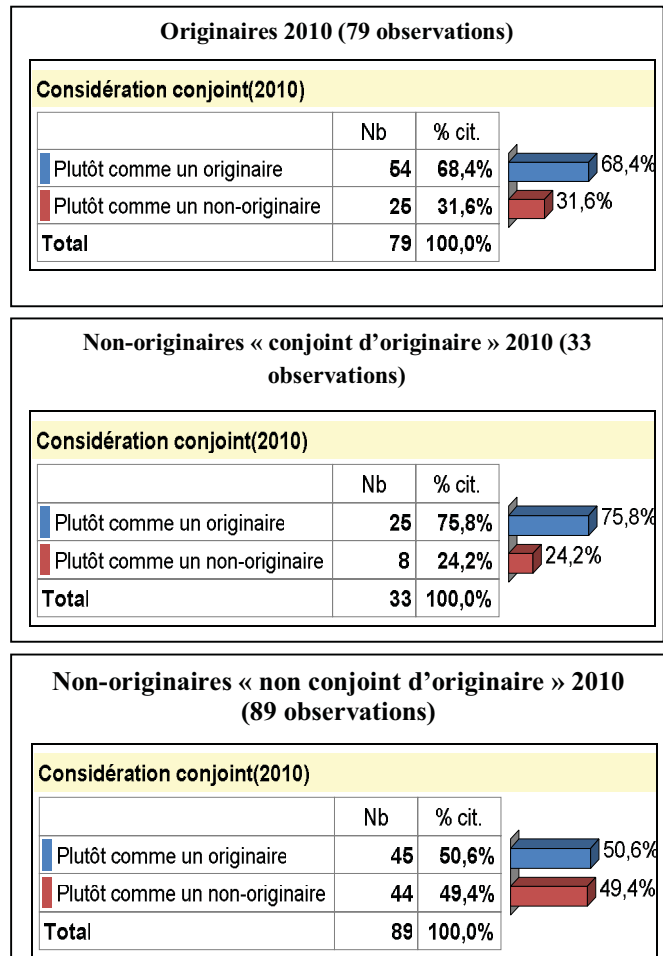 Originaires 2010 (79 observations)
Considération conjoint(2010)
Nb % cit.
Plutôt comme un originaire 54 68,4% 68,4%
Plutôt comme un non-originaire 25 31,6% 31,6%
Total 79 100,0%
Non-originaires « conjoint d’originaire » 2010 (33
observations)
Considération conjoint(2010)
Nb % cit.
Plutôt comme un originaire 25 75,8% 75,8%
Plutôt comme un non-originaire 8 24,2% 24,2%
Total 33 100,0%
Non-originaires « non conjoint d’originaire » 2010
(89 observations)
Considération conjoint(2010)
Nb % cit.
Plutôt comme un originaire 45 50,6% 50,6%
Plutôt comme un non-originaire 44 49,4% 49,4%
Total 89 100,0%